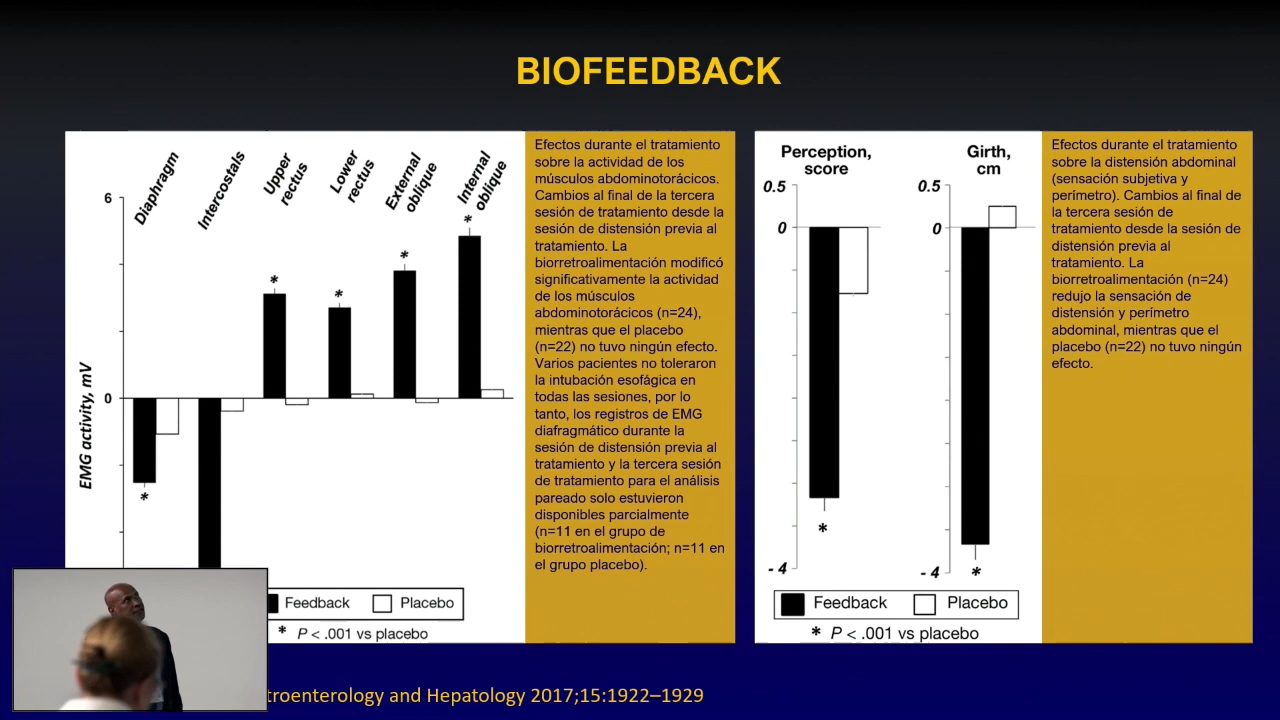 BIOFEEDBACK
Diaphragm
Intercostals
Upper
rectus
Lower
rectus
External
oblique
Internal
oblique
6
0
EMG activity, mV
*
*
*
*
*
Feedback
Placebo
* P < .001 vs placebo
Efectos durante el tratamiento
sobre la actividad de los
músculos abdominotorácicos.
Cambios al final de la tercera
sesión de tratamiento desde la
sesión de distensión previa al
tratamiento. La
biorretroalimentación modificó
significativamente la actividad
de los músculos
abdominotorácicos (n=24),
mientras que el placebo
(n=22) no tuvo ningún efecto.
Varios pacientes no toleraron
la intubación esofágica en
todas las sesiones, por lo
tanto, los registros de EMG
diafragmático durante la
sesión de distensión previa al
tratamiento y la tercera sesión
de tratamiento para el análisis
pareado solo estuvieron
disponibles parcialmente
(n=11 en el grupo de
biorretroalimentación; n=11 en
el grupo placebo).
Perception,
score
0.5
0
- 4
*
Girth,
cm
0.5
0
- 4
*
Feedback
Placebo
* P < .001 vs placebo
Efectos durante el tratamiento
sobre la distensión abdominal
(sensación subjetiva y
perímetro). Cambios al final de
la tercera sesión de
tratamiento desde la sesión de
distensión previa al
tratamiento. La
biorretroalimentación (n=24)
redujo la sensación de
distensión y perímetro
abdominal, mientras que el
placebo (n=22) no tuvo ningún
efecto.
troenterology and Hepatology 2017;15:1922–1929